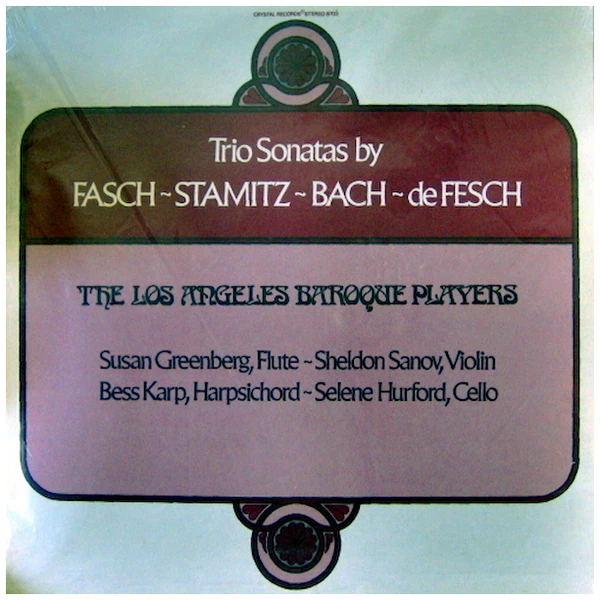 CRYSTAL RECORDS® STEREO S703
Trio Sonatas by
FASCH ~ STAMITZ ~ BACH ~ de FESCH
THE LOS ANGELES BAROQUE PLAYERS
Susan Greenberg, Flute ~ Sheldon Sanov, Violin
Bess Karp, Harpsichord ~ Selene Hurford, Cello